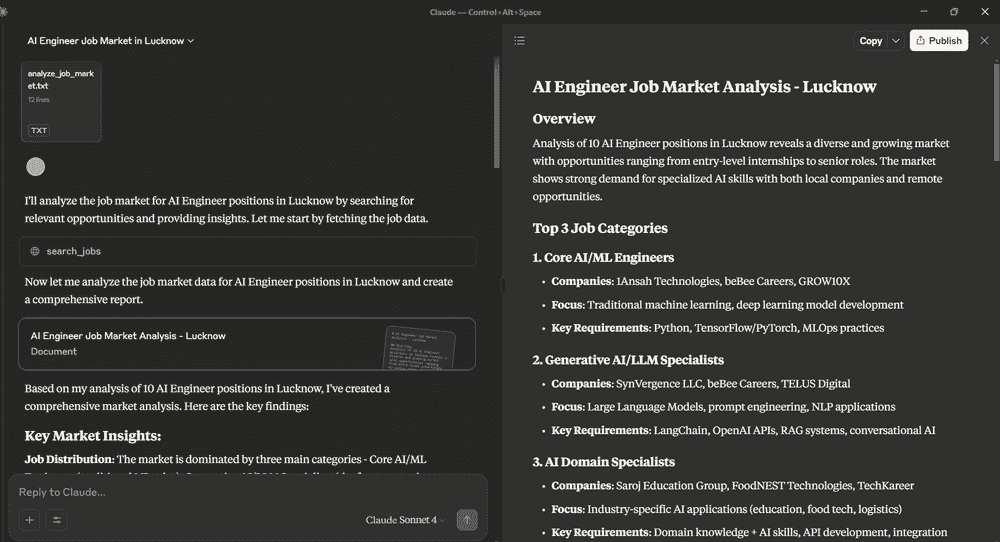 Claude — Control+Alt+Space
AI Engineer Job Market in Lucknow
analyze_job_mark
et.txt
12 lines
TXT
I'll analyze the job market for AI Engineer positions in Lucknow by searching for
relevant opportunities and providing insights. Let me start by fetching the job data.
search_jobs
Now let me analyze the job market data for AI Engineer positions in Lucknow and create
a comprehensive report.
AI Engineer Job Market Analysis - Lucknow
Document
Based on my analysis of 10 AI Engineer positions in Lucknow, I've created a
comprehensive market analysis. Here are the key findings:
Key Market Insights:
Job Distribution: The market is dominated by three main categories - Core AI/ML
Reply to Claude...
Claude Sonnet 4
Copy
Publish
AI Engineer Job Market Analysis - Lucknow
Overview
Analysis of 10 AI Engineer positions in Lucknow reveals a diverse and growing market
with opportunities ranging from entry-level internships to senior roles. The market
shows strong demand for specialized AI skills with both local companies and remote
opportunities.
Top 3 Job Categories
1. Core AI/ML Engineers
• Companies: 1Ansah Technologies, beBee Careers, GROW10X
• Focus: Traditional machine learning, deep learning model development
• Key Requirements: Python, TensorFlow/PyTorch, MLOps practices
2. Generative AI/LLM Specialists
• Companies: SynVergence LLC, beBee Careers, TELUS Digital
• Focus: Large Language Models, prompt engineering, NLP applications
• Key Requirements: LangChain, OpenAI APIs, RAG systems, conversational AI
3. AI Domain Specialists
• Companies: Saroj Education Group, FoodNEST Technologies, TechKareer
• Focus: Industry-specific AI applications (education, food tech, logistics)
• Key Requirements: Domain knowledge + AI skills, API development, integration